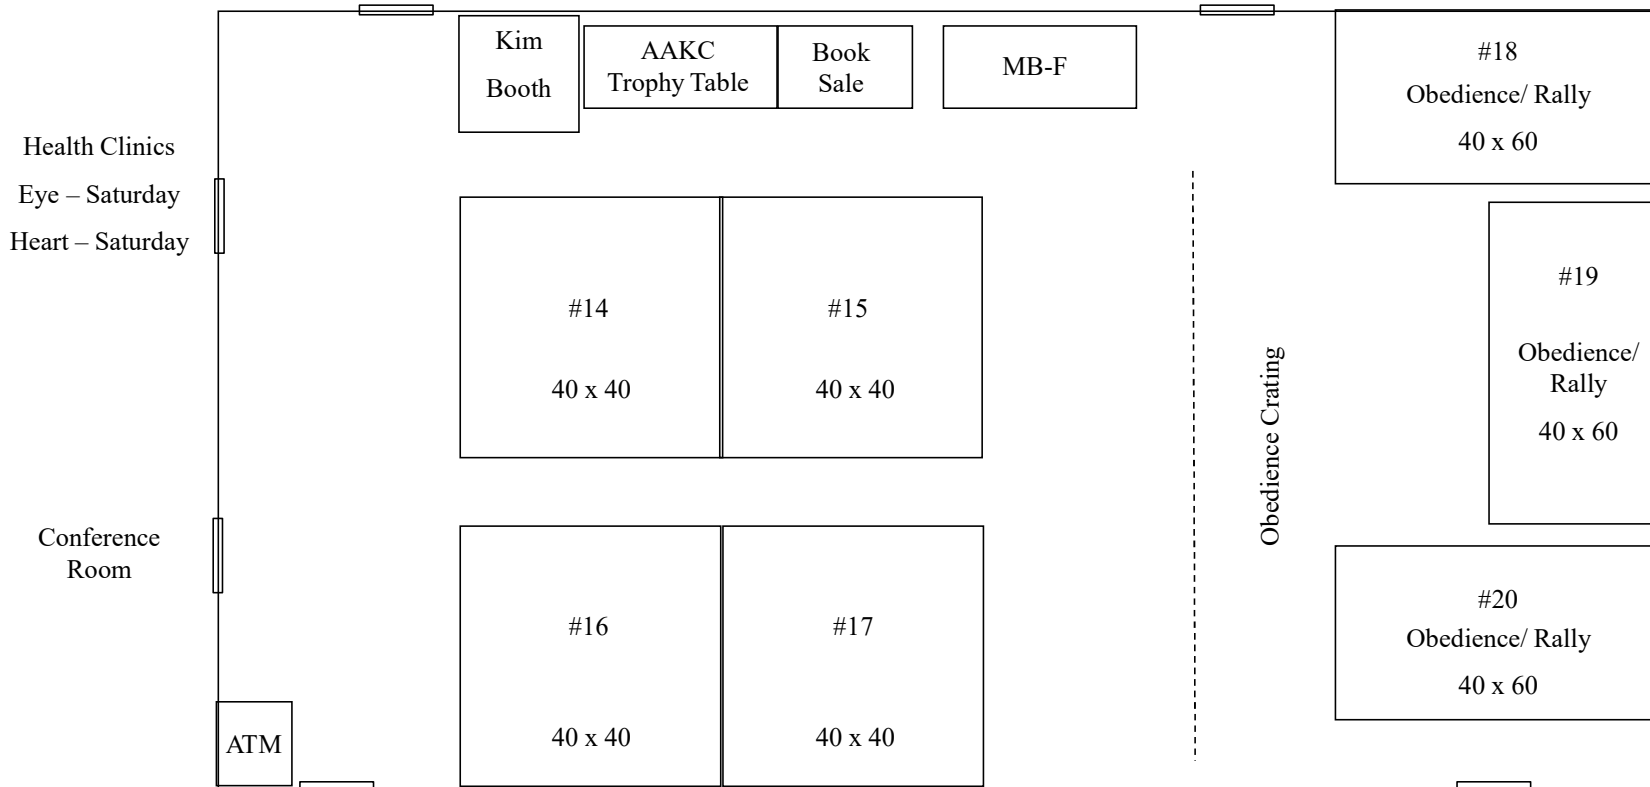 Kim
Booth
AAKC
Trophy Table
Book
Sale
MB-F
#18
Obedience/ Rally
40 x 60
Health Clinics
Eye – Saturday
Heart – Saturday
#14
40 x 40
#15
40 x 40
Obedience Crating
#19
Obedience/
Rally
40 x 60
Conference
Room
#16
40 x 40
#17
40 x 40
#20
Obedience/ Rally
40 x 60
ATM